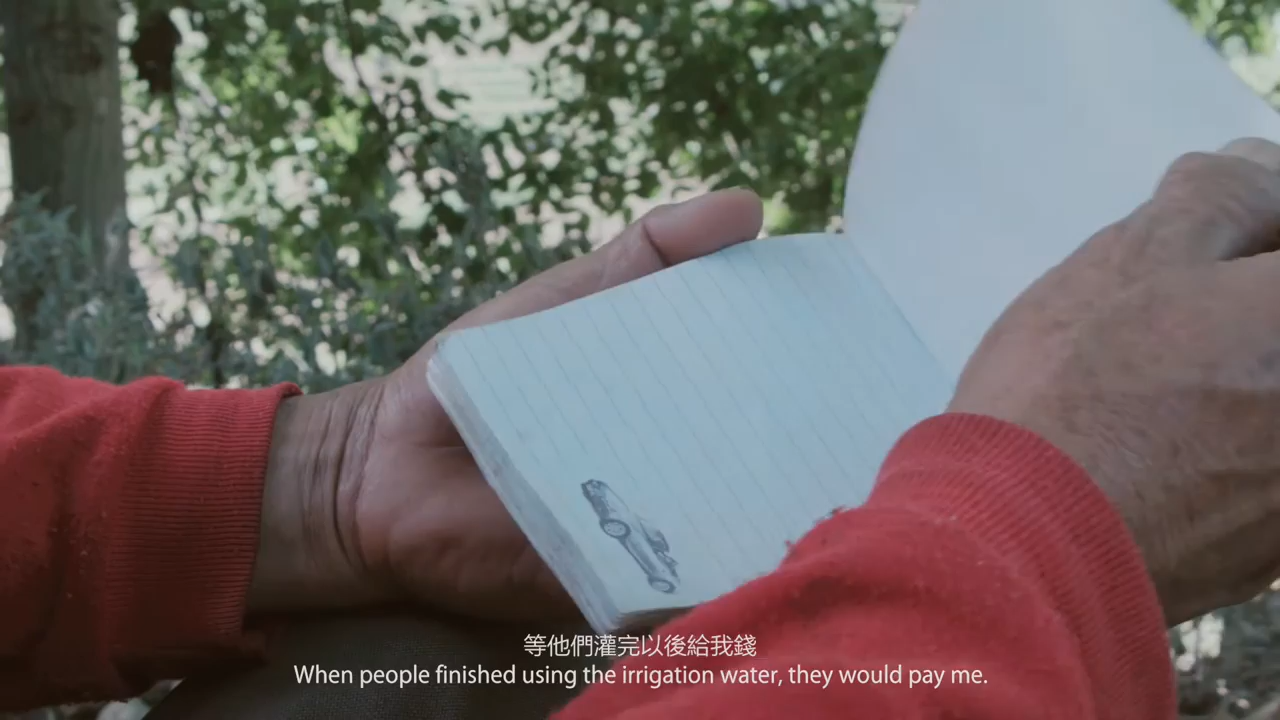 等他們灌完以後給我錢
When people finished using the irrigation water, they would pay me.